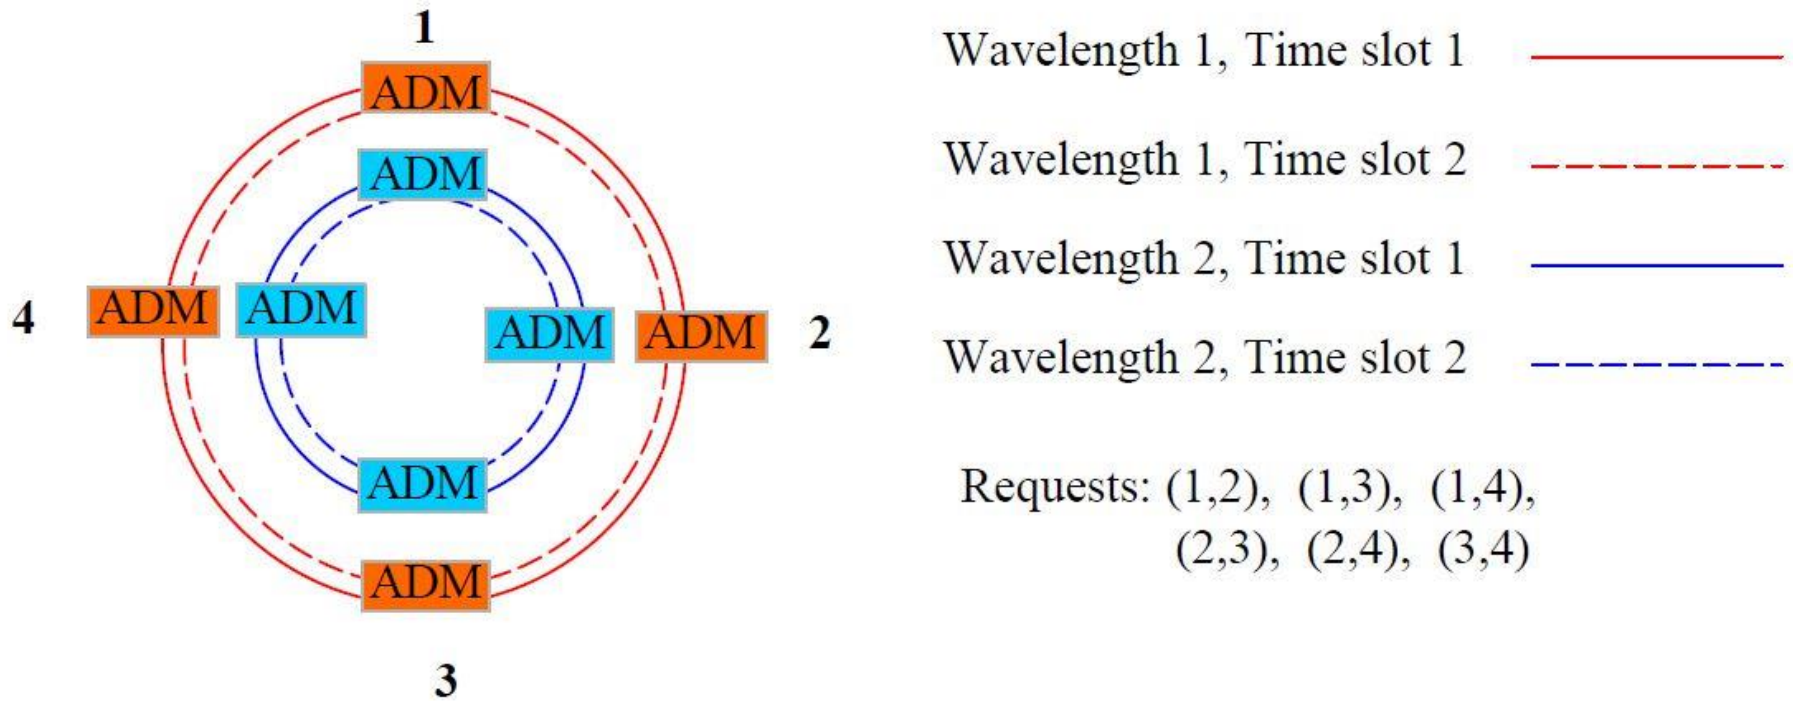 1
ADM
ADM
4
ADM
ADM
ADM
ADM
2
ADM
ADM
3
Wavelength 1, Time slot 1
Wavelength 1, Time slot 2
Wavelength 2, Time slot 1
Wavelength 2, Time slot 2
Requests: (1,2), (1,3), (1,4),
(2,3), (2,4), (3,4)